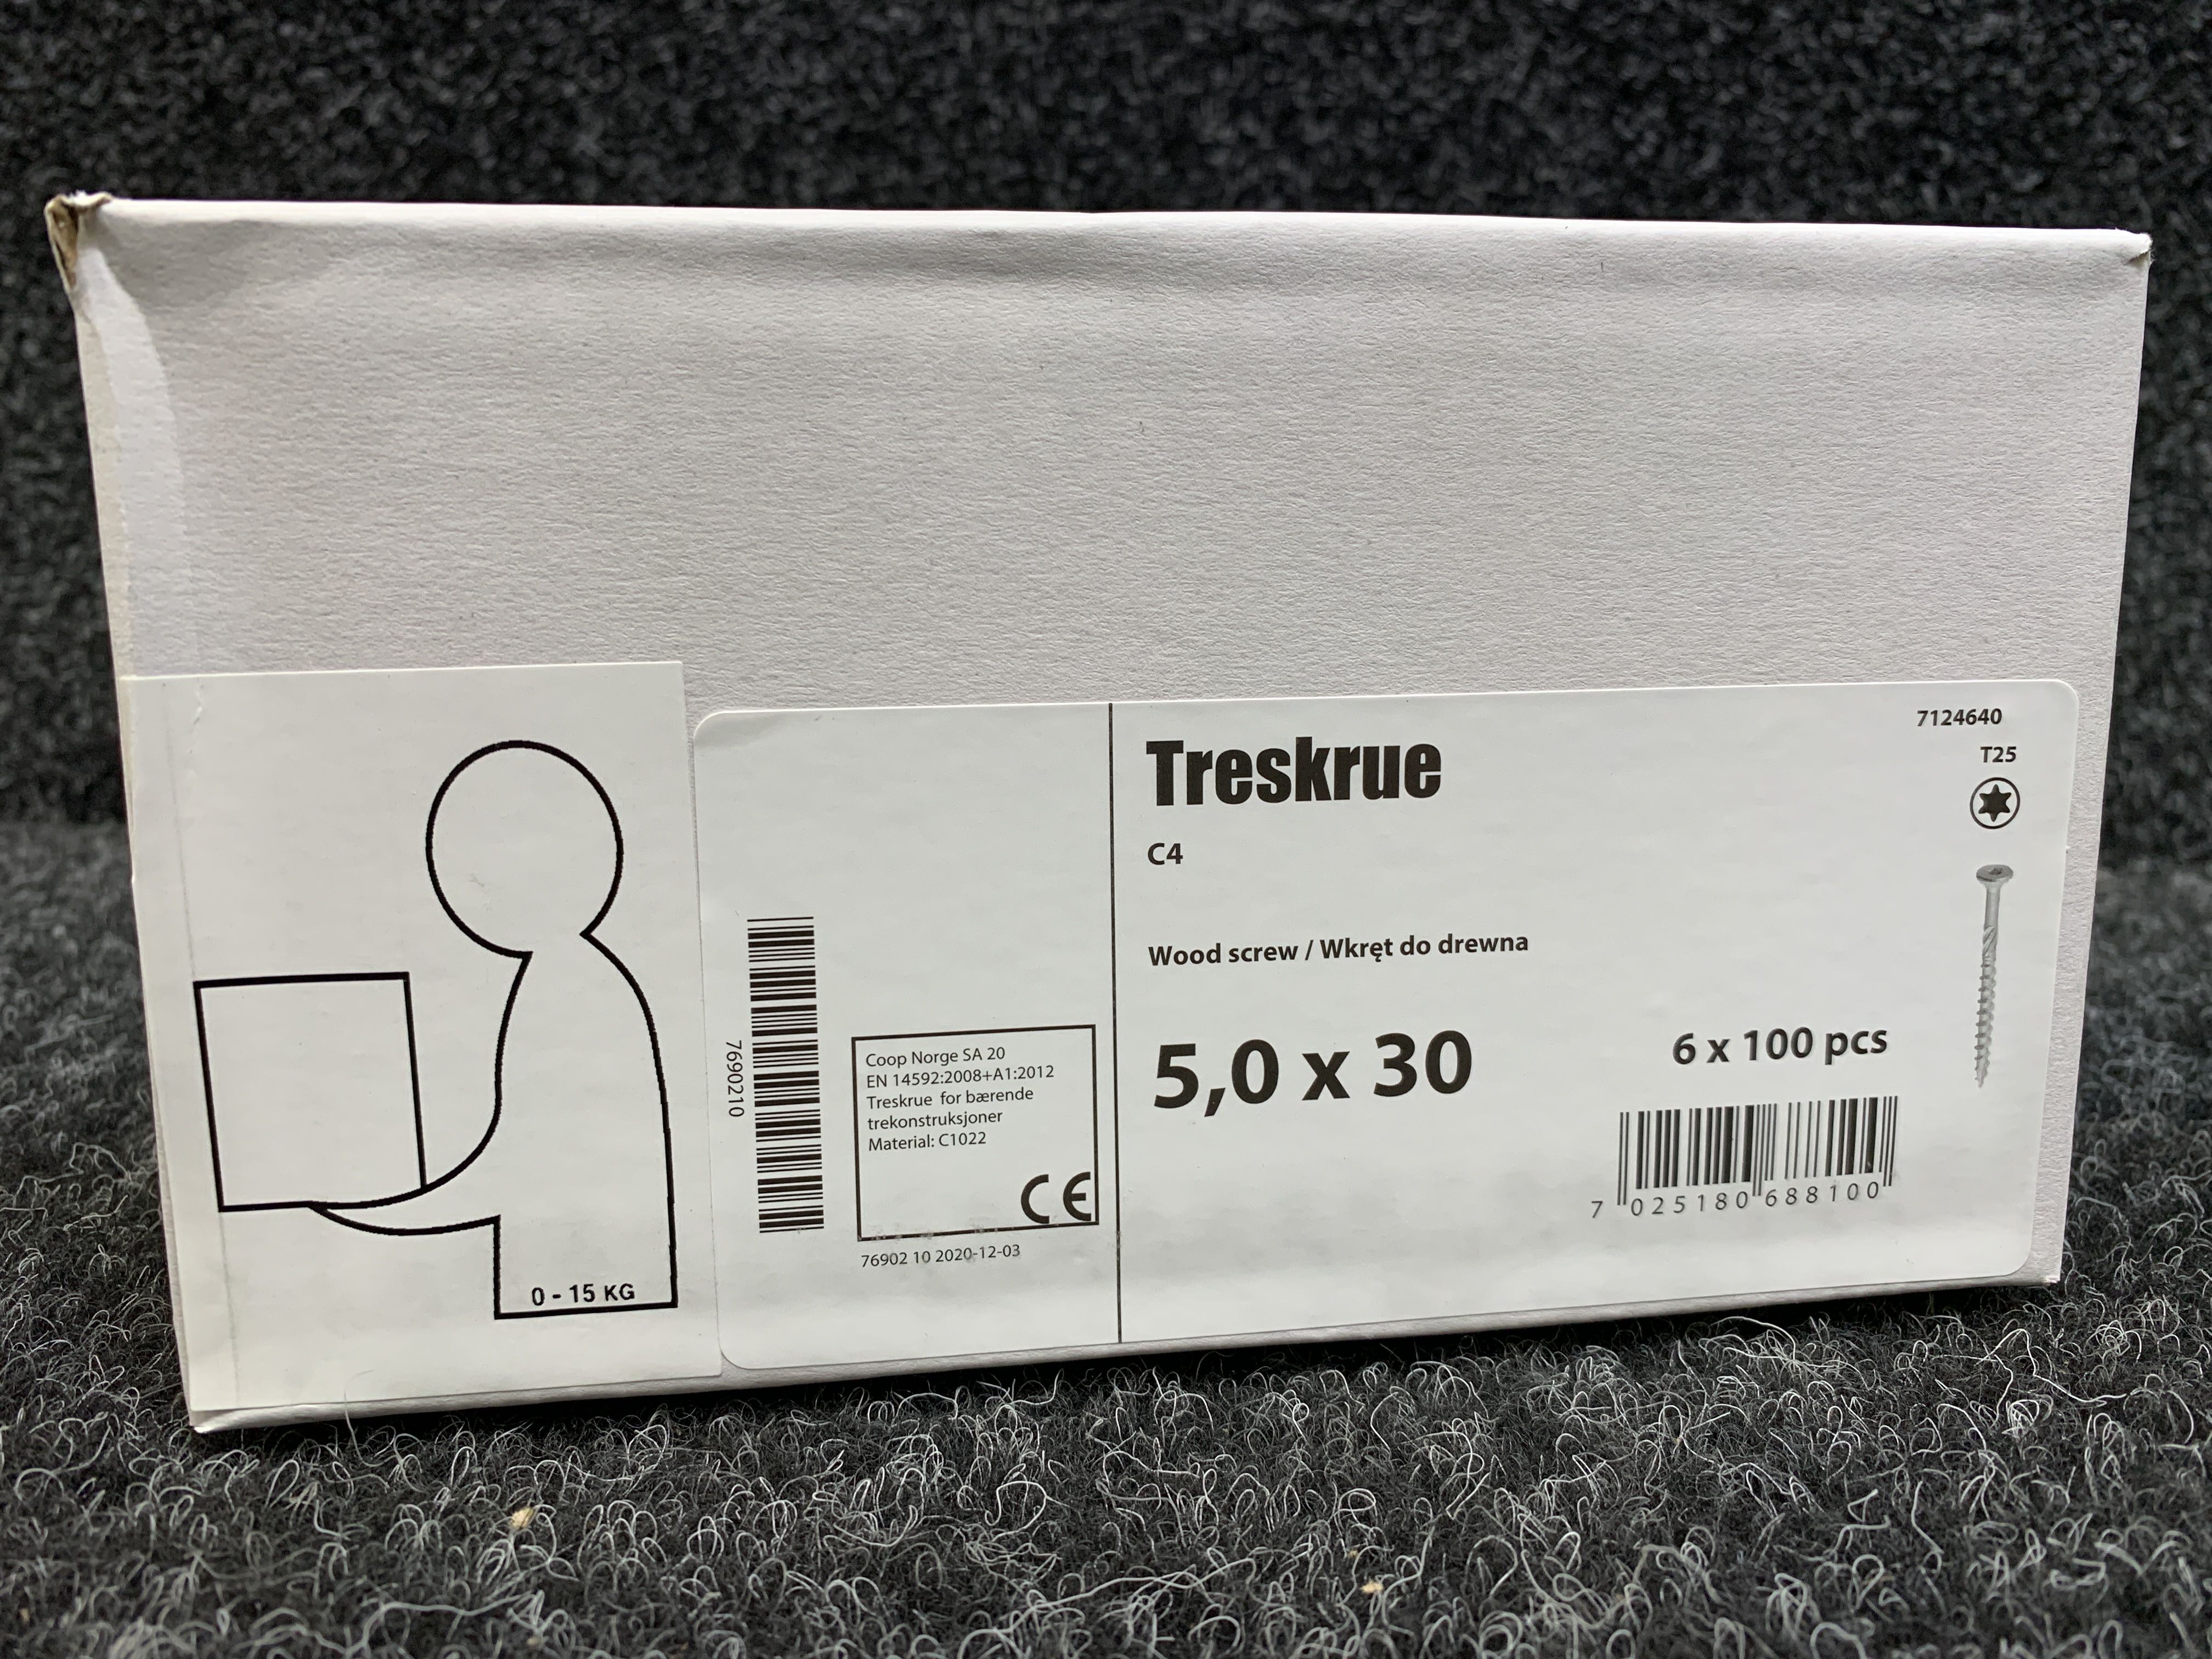 0 - 15 KG
7690210
Coop Norge SA 20
EN 14592:2008+A1:2012
Treskrue for bærende
trekonstruksjoner
Material: C1022
CE
76902 10 2020-12-03
7124640
T25
Treskrue
C4
Wood screw / Wkręt do drewna
5,0 x 30
6 x 100 pcs
7 025180 688100